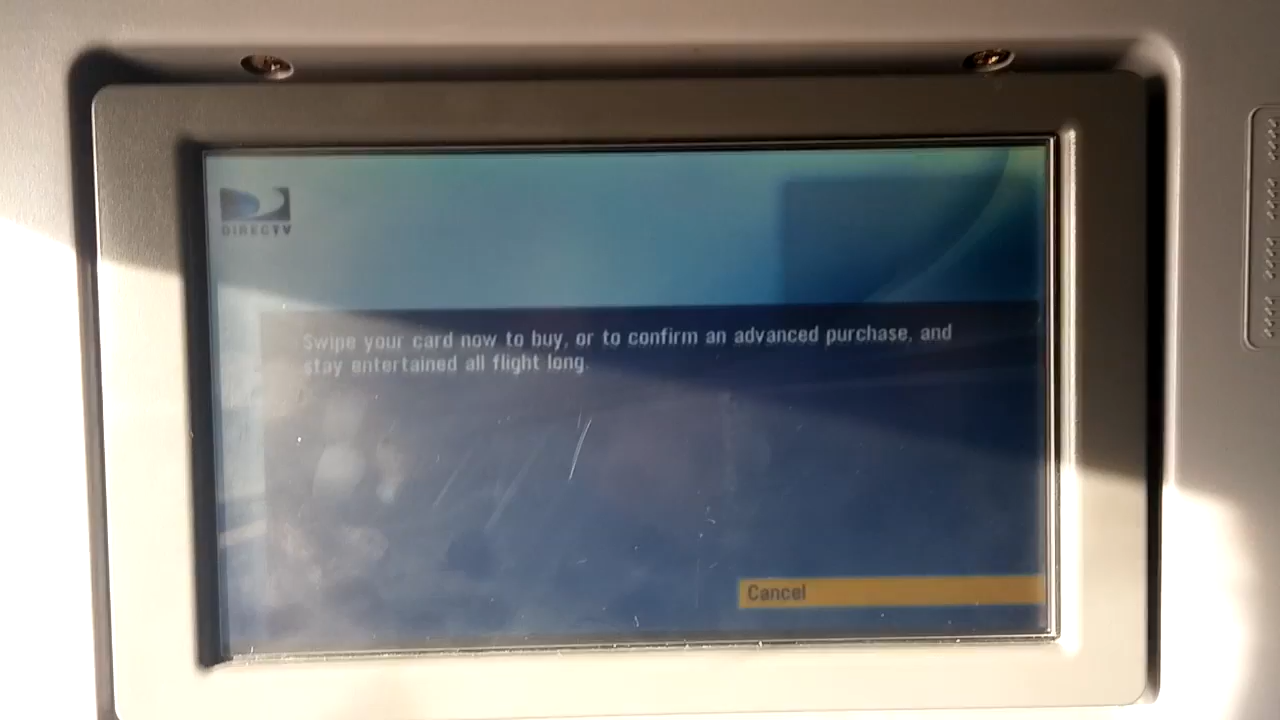 DIRECTV
Swipe your card now to buy, or to confirm an advanced purchase, and
stay entertained all flight long.
Cancel